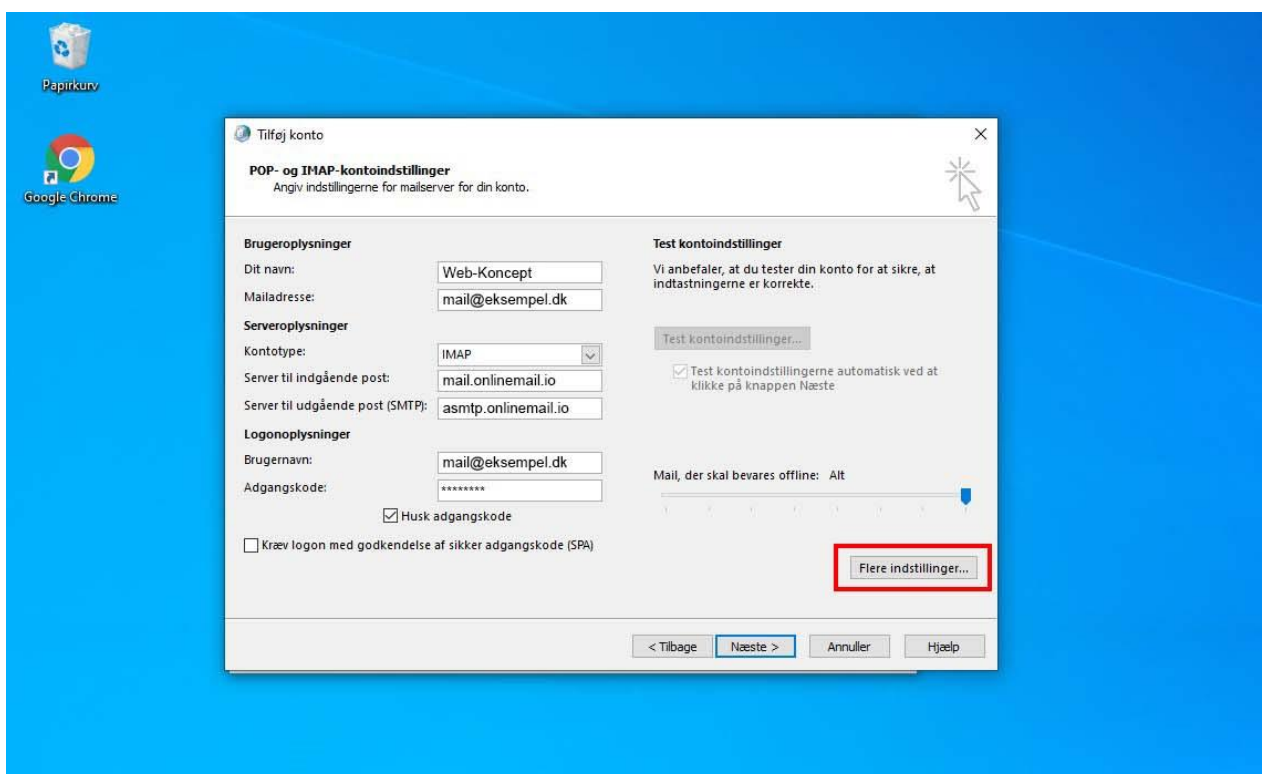 Papirkurv
Google Chrome
Tilføj konto
POP- og IMAP-kontoindstillinger
Angiv indstillingerne for mailserver for din konto.
Brugeroplysninger
Dit navn:
Web-Koncept
Mailadresse:
mail@eksempel.dk
Serveroplysninger
Kontotype:
IMAP
Server til indgående post:
mail.onlinemail.io
Server til udgående post (SMTP):
asmtp.onlinemail.io
Logonoplysninger
Brugernavn:
mail@eksempel.dk
Adgangskode:
********
Husk adgangskode
Kræv logon med godkendelse af sikker adgangskode (SPA)
Test kontoindstillinger
Vi anbefaler, at du tester din konto for at sikre, at
indtastningerne er korrekte.
Test kontoindstillinger...
Test kontoindstillingerne automatisk ved at
klikke på knappen Næste
Mail, der skal bevares offline: Alt
Flere indstillinger...
< Tilbage
Næste >
Annuller
Hjælp